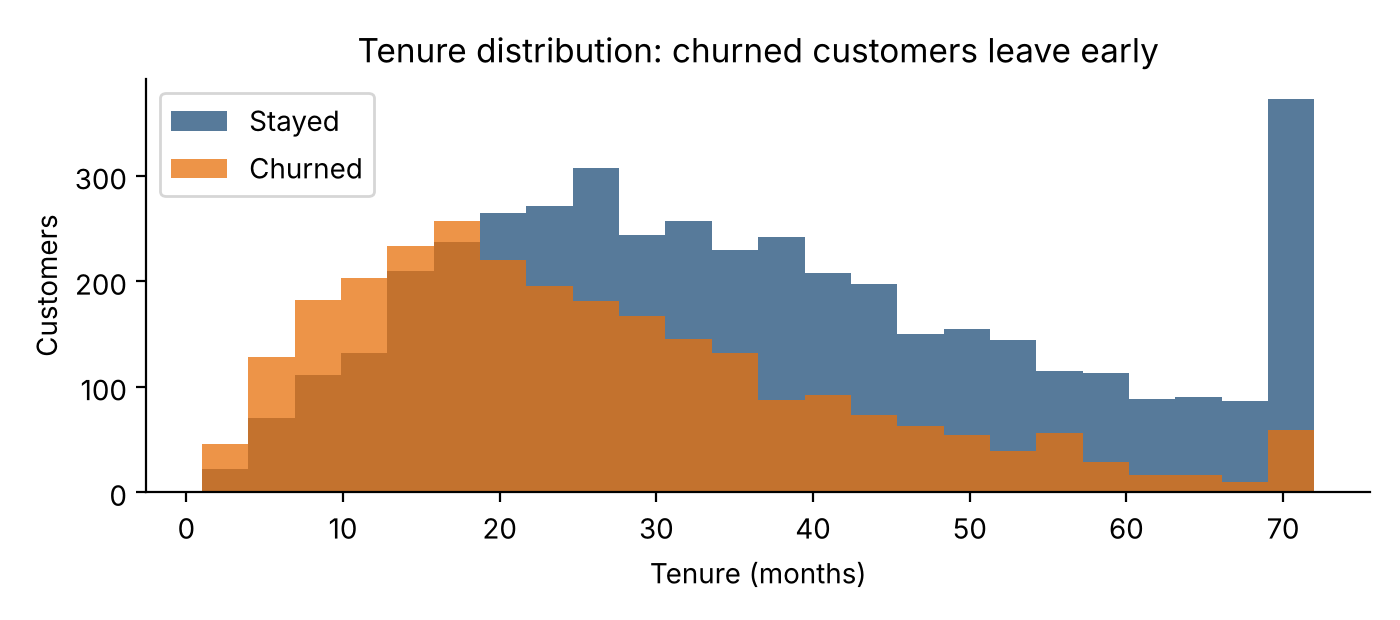 Tenure distribution: churned customers leave early
Stayed
Churned
Customers
300
200
100
0
0 10 20 30 40 50 60 70
Tenure (months)